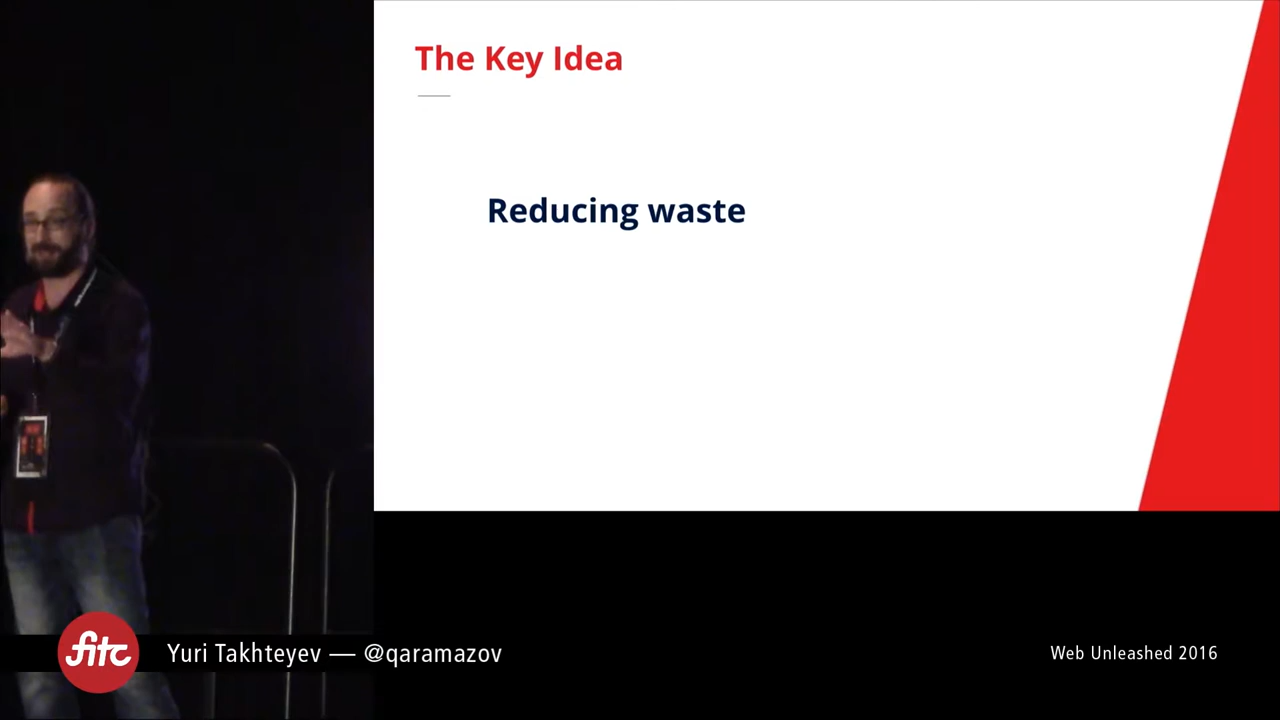 The Key Idea
Reducing waste
fitc
Yuri Takhteyev — @qaramazov
Web Unleashed 2016